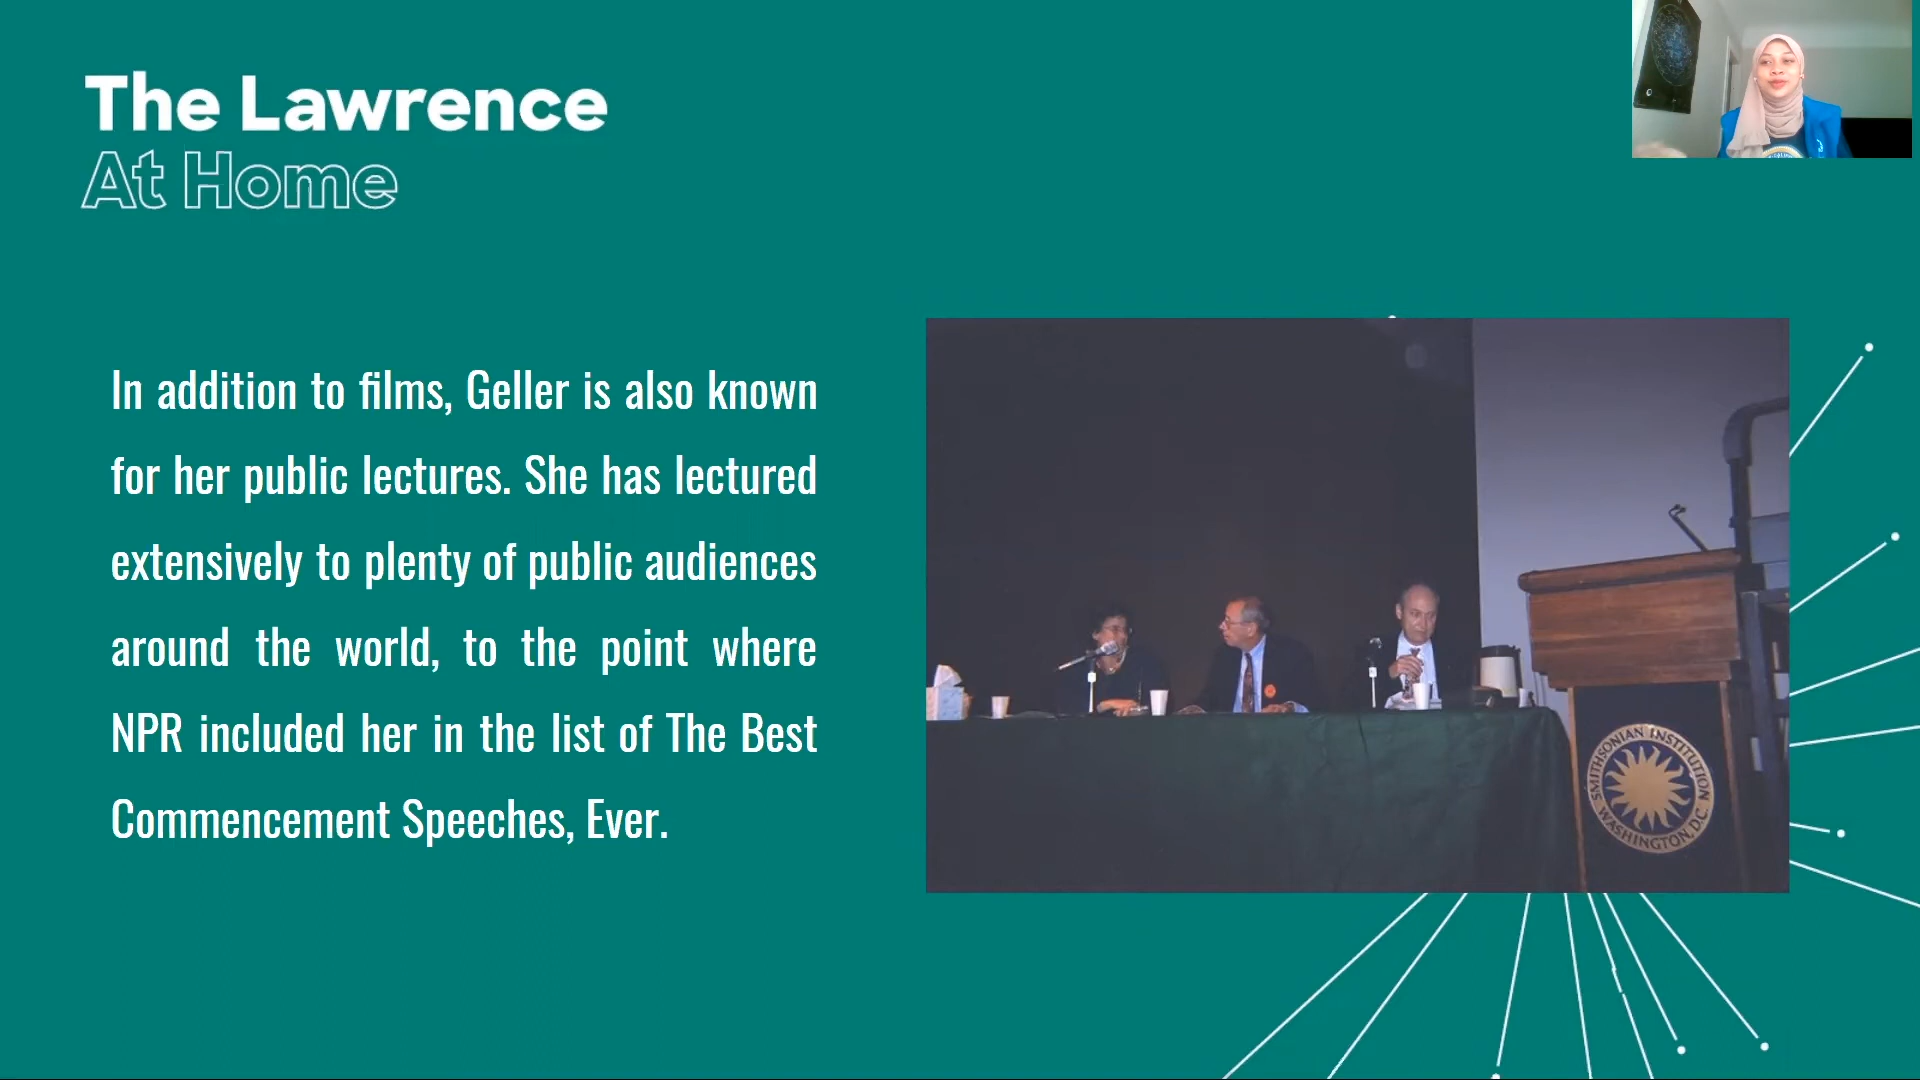 The Lawrence
At Home
In addition to films, Geller is also known
for her public lectures. She has lectured
extensively to plenty of public audiences
around the world, to the point where
NPR included her in the list of The Best
Commencement Speeches, Ever.
SMITHSONIAN INSTITUTION
WASHINGTON, D.C.